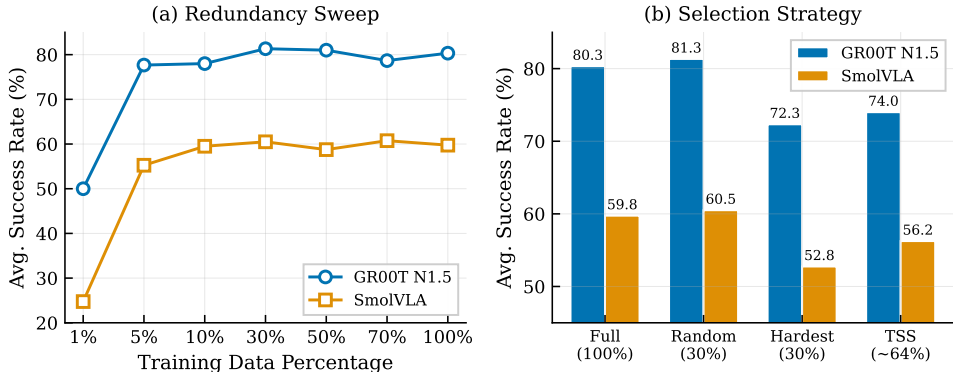 (a) Redundancy Sweep
Avg. Success Rate (%)
80
70
60
50
40
30
20
1% 5% 10% 30% 50% 70% 100%
Training Data Percentage
GR00T N1.5
SmolVLA
(b) Selection Strategy
Avg. Success Rate (%)
80
70
60
50
80.3
59.8
81.3
60.5
72.3
52.8
74.0
56.2
GR00T N1.5
SmolVLA
Full
(100%)
Random
(30%)
Hardest
(30%)
TSS
(~64%)